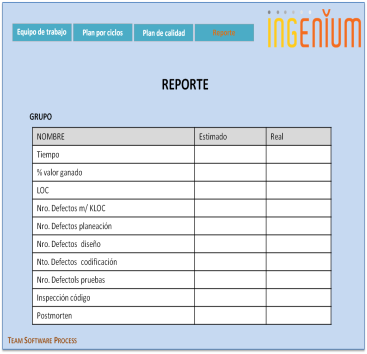 Equipo de trabajo Plan por ciclos Plan de calidad Reporte
INGENIUM
REPORTE
GRUPO
NOMBRE Estimado Real
Tiempo
% valor ganado
LOC
Nro. Defectos m/ KLOC
Nro. Defectos planeación
Nro. Defectos diseño
Nto. Defectos codificación
Nro. Defectols pruebas
Inspección código
Postmorten
TEAM SOFTWARE PROCESS